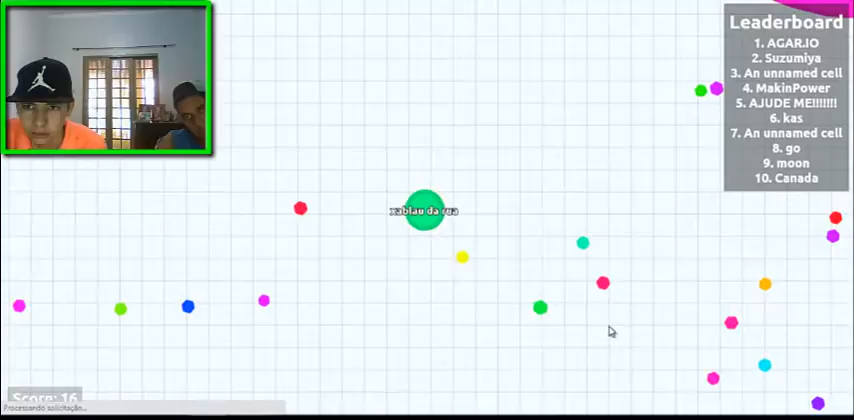 Leaderboard
1. AGAR.IO
2. Suzumiya
3. An unnamed cell
4. MakinPower
5. AJUDE ME!!!!!!!
6. kas
7. An unnamed cell
8. go
9. moon
10. Canada
xablau da rua
Score: 16
Processando solicitação...